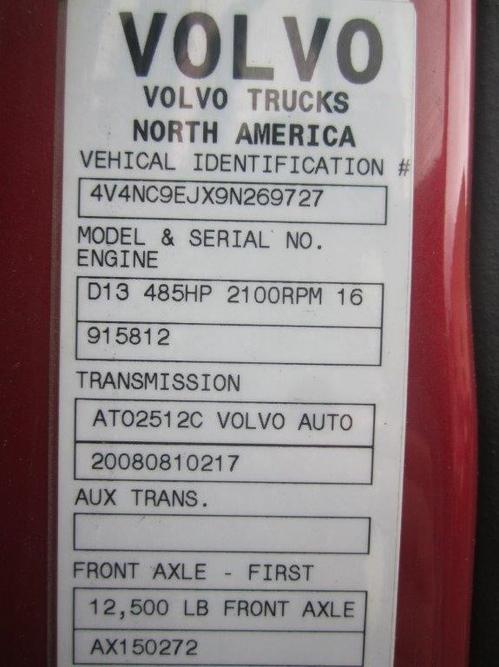 VOLVO
VOLVO TRUCKS
NORTH AMERICA
VEHICAL IDENTIFICATION #
4V4NC9EJX9N269727
MODEL & SERIAL NO.
ENGINE
D13 485HP 2100RPM 16
915812
TRANSMISSION
ATO2512C VOLVO AUTO
20080810217
AUX TRANS.
FRONT AXLE - FIRST
12,500 LB FRONT AXLE
AX150272